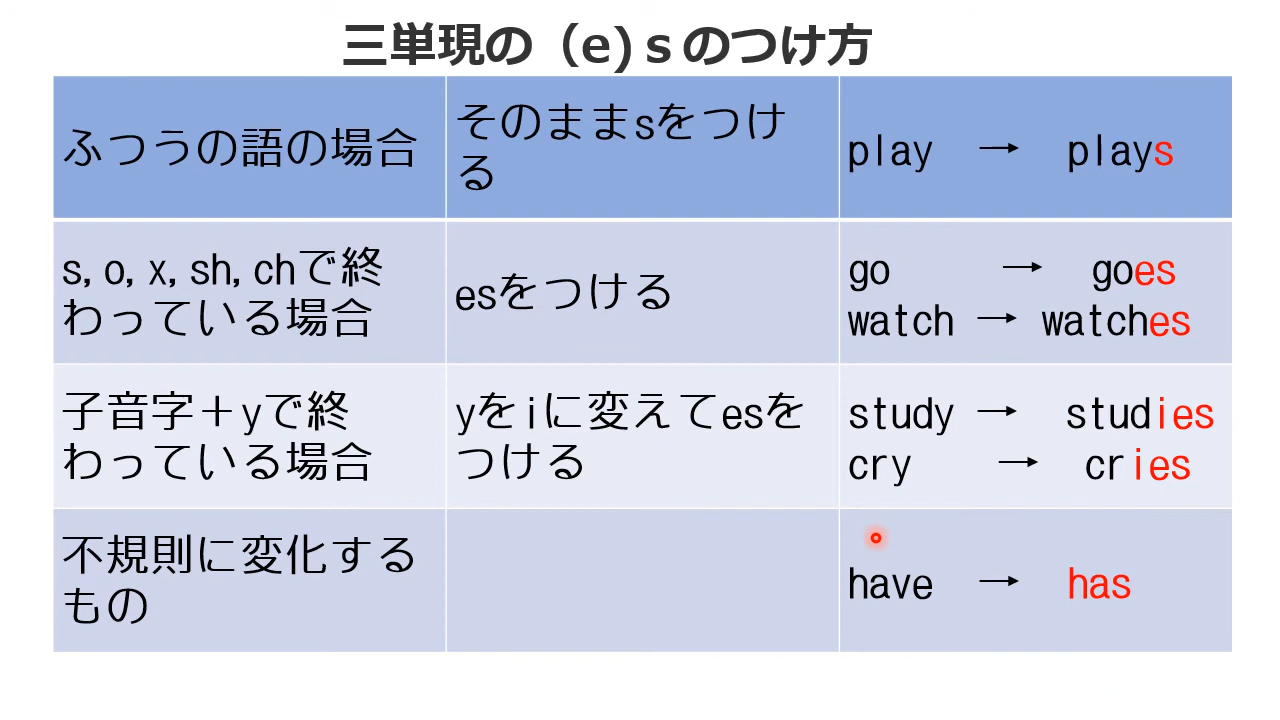 三単現の（e)ｓのつけ方
ふつうの語の場合
そのままsをつけ
る
play → plays
s,o,x,sh,chで終
わっている場合
esをつける
go → goes
watch → watches
子音字＋yで終
わっている場合
yをiに変えてesを
つける
study → studies
cry → cries
不規則に変化する
もの
have → has